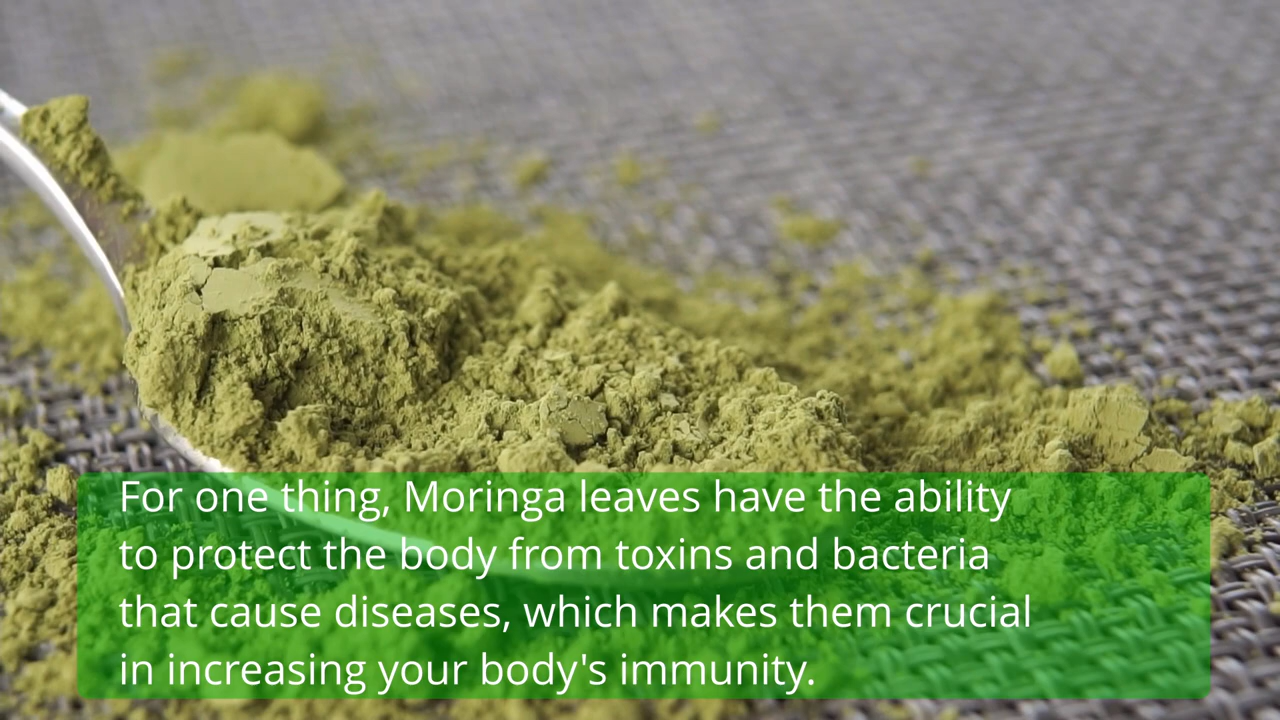 For one thing, Moringa leaves have the ability
to protect the body from toxins and bacteria
that cause diseases, which makes them crucial
in increasing your body's immunity.